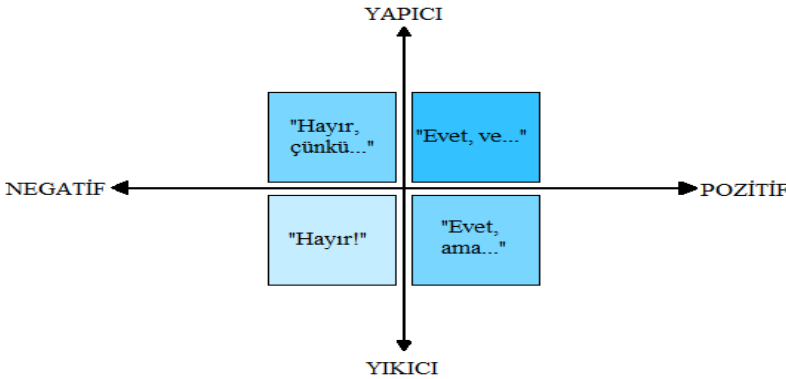 YAPICI
"Hayır,
çünkü..."
"Evet, ve..."
NEGATİF
POZİTİF
"Hayır!"
"Evet,
ama..."
YIKICI